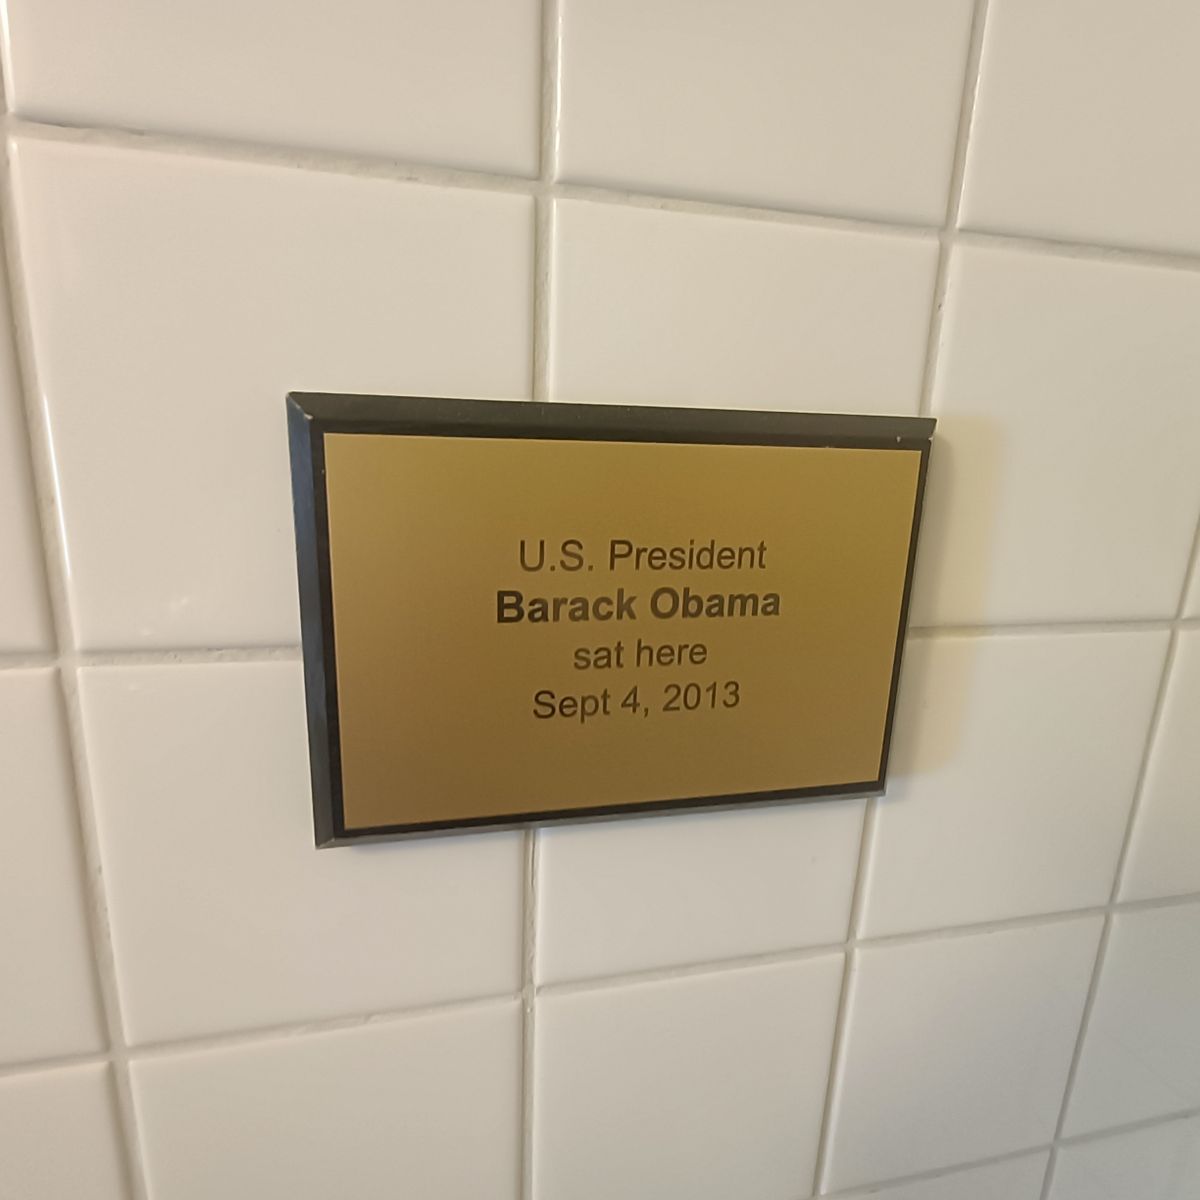 U.S. President
Barack Obama
sat here
Sept 4, 2013